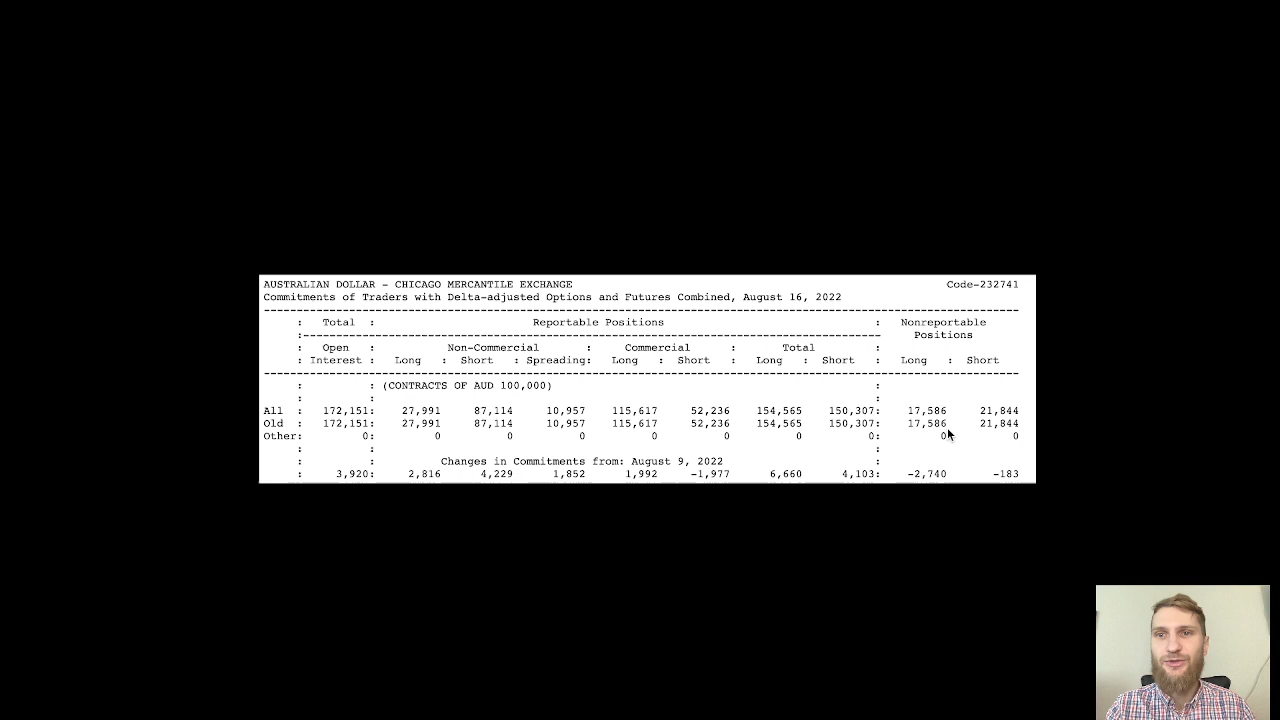 AUSTRALIAN DOLLAR - CHICAGO MERCANTILE EXCHANGE Code-232741
Commitments of Traders with Delta-adjusted Options and Futures Combined, August 16, 2022
: Total : Reportable Positions : Nonreportable
: : Positions
: Open : Non-Commercial : Commercial : Total :
: Interest : Long : Short : Spreading: Long : Short : Long : Short : Long : Short
: : (CONTRACTS OF AUD 100,000) :
: : :
All : 172,151: 27,991 87,114 10,957 115,617 52,236 154,565 150,307: 17,586 21,844
Old : 172,151: 27,991 87,114 10,957 115,617 52,236 154,565 150,307: 17,586 21,844
Other: 0: 0 0 0 0 0 0 0: 0 0
: : :
: : Changes in Commitments from: August 9, 2022 :
: 3,920: 2,816 4,229 1,852 1,992 -1,977 6,660 4,103: -2,740 -183